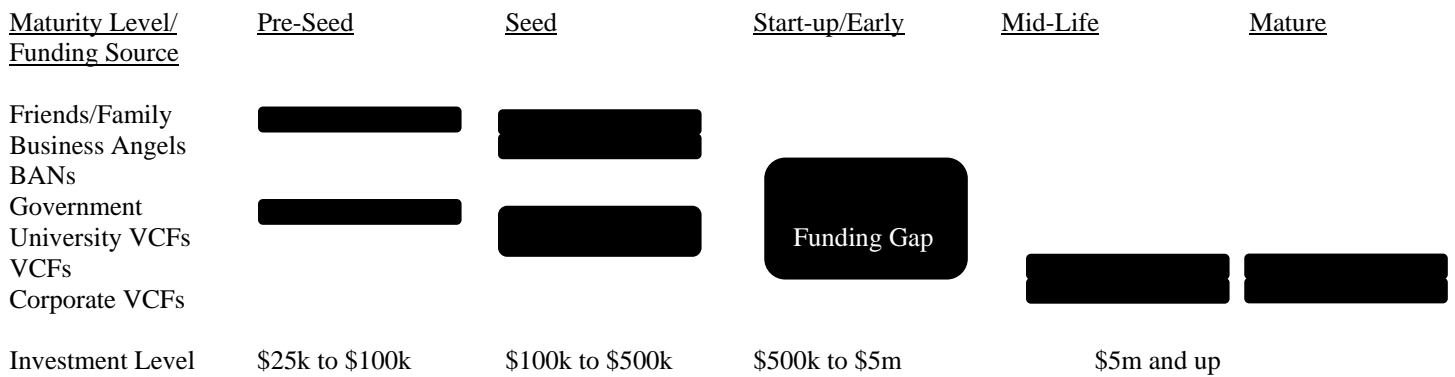 Maturity Level/ Pre-Seed Seed Start-up/Early Mid-Life Mature
Funding Source
Friends/Family
Business Angels
BANs
Government
University VCFs Funding Gap
VCFs
Corporate VCFs
Investment Level $25k to $100k $100k to $500k $500k to $5m $5m and up